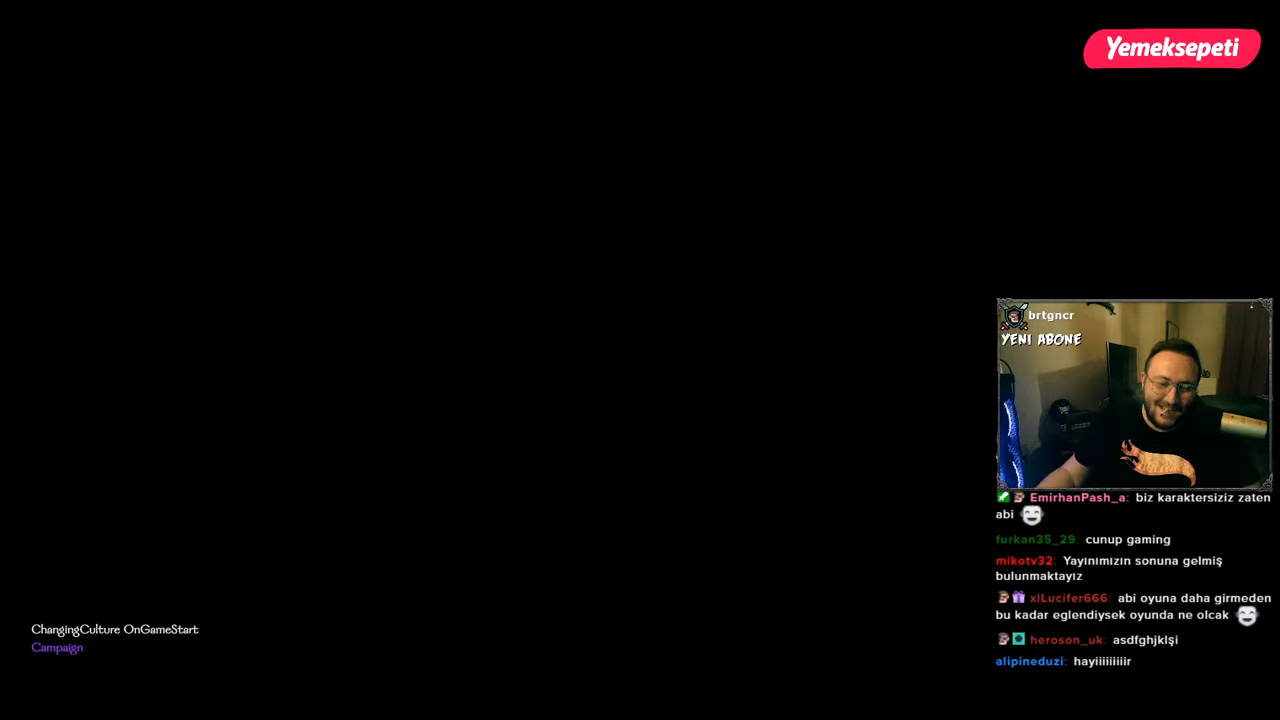 Yemeksepeti
brtgncr
YENİ ABONE
EmirhanPash_a: biz karaktersiziz zaten
abi
furkan35_29: cunup gaming
mikotv32: Yayınımızın sonuna gelmiş
bulunmaktayız
xlLucifer666: abi oyuna daha girmeden
bu kadar eglendiysek oyunda ne olcak
heroson_uk: asdfghjklşi
alipineduzi: hayiiiiiiiiir
ChangingCulture OnGameStart
Campaign